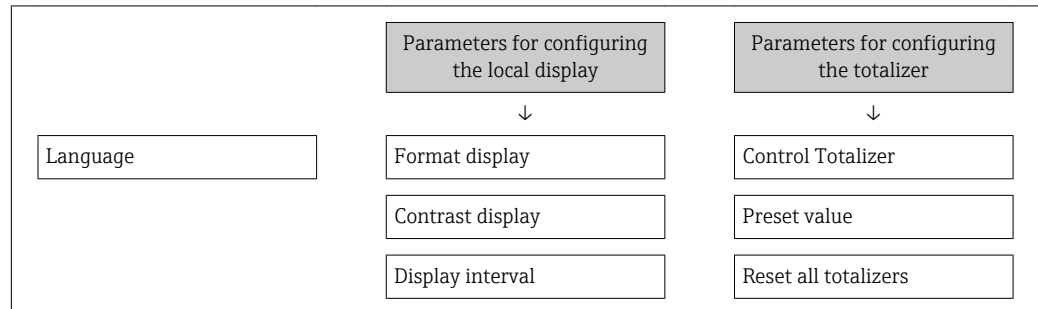 Parameters for configuring
the local display
Parameters for configuring
the totalizer
↓
↓
Language
Format display
Control Totalizer
Contrast display
Preset value
Display interval
Reset all totalizers